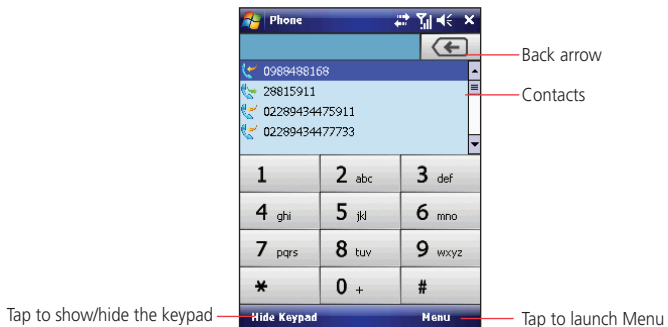 Phone
Back arrow
0988488168
28815911
Contacts
02289434475911
02289434477733
1 2 abc 3 def
4 ghi 5 jkl 6 mno
7 pqrs 8 tuv 9 wxyz
* 0 + #
Tap to show/hide the keypad Hide Keypad Menu Tap to launch Menu